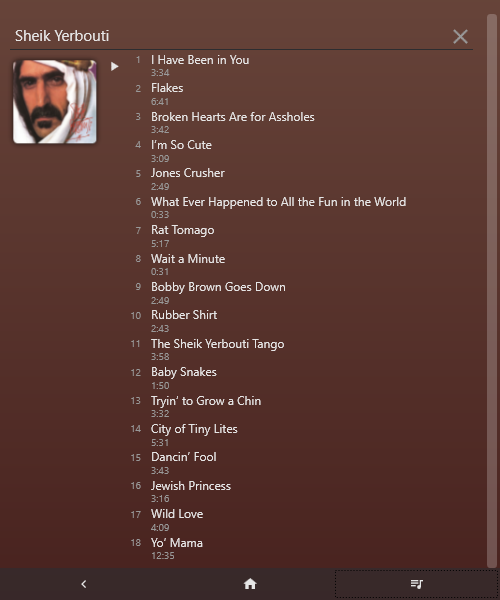 Sheik Yerbouti
1 I Have Been in You
3:34
2 Flakes
6:41
3 Broken Hearts Are for Assholes
3:42
4 I'm So Cute
3:09
5 Jones Crusher
2:49
6 What Ever Happened to All the Fun in the World
0:33
7 Rat Tomago
5:17
8 Wait a Minute
0:31
9 Bobby Brown Goes Down
2:49
10 Rubber Shirt
2:43
11 The Sheik Yerbouti Tango
3:58
12 Baby Snakes
1:50
13 Tryin' to Grow a Chin
3:32
14 City of Tiny Lites
5:31
15 Dancin' Fool
3:43
16 Jewish Princess
3:16
17 Wild Love
4:09
18 Yo' Mama
12:35